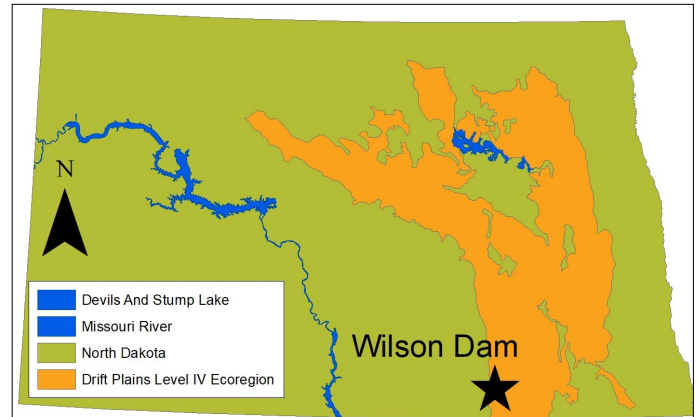 N
Devils And Stump Lake
Missouri River
North Dakota
Drift Plains Level IV Ecoregion
Wilson Dam